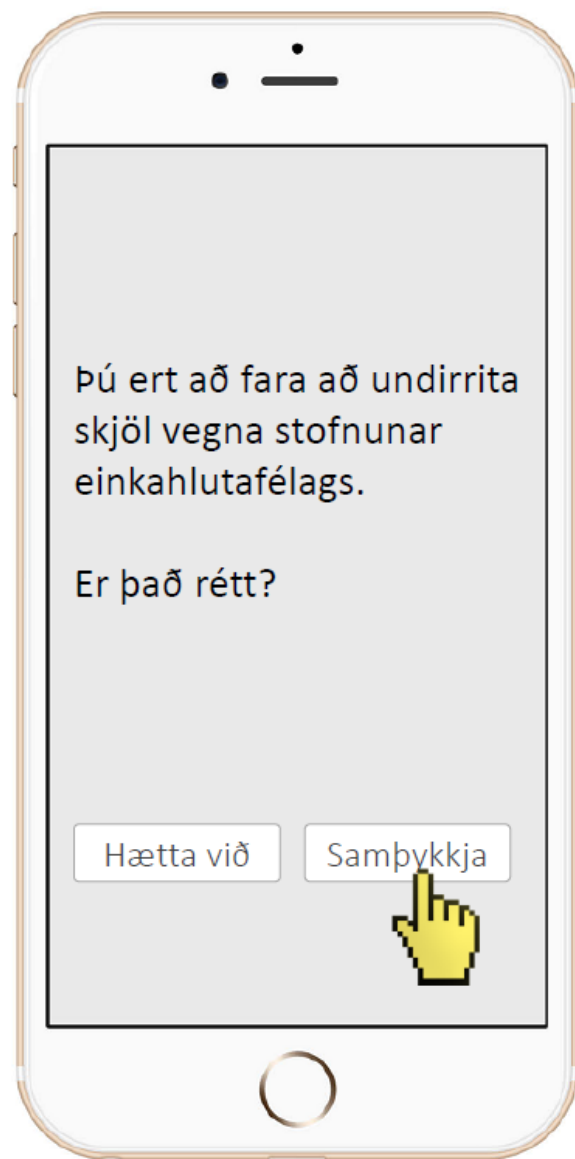 Þú ert að fara að undirrita
skjöl vegna stofnunar
einkahlutafélags.
Er það rétt?
Hætta við
Samþykkja